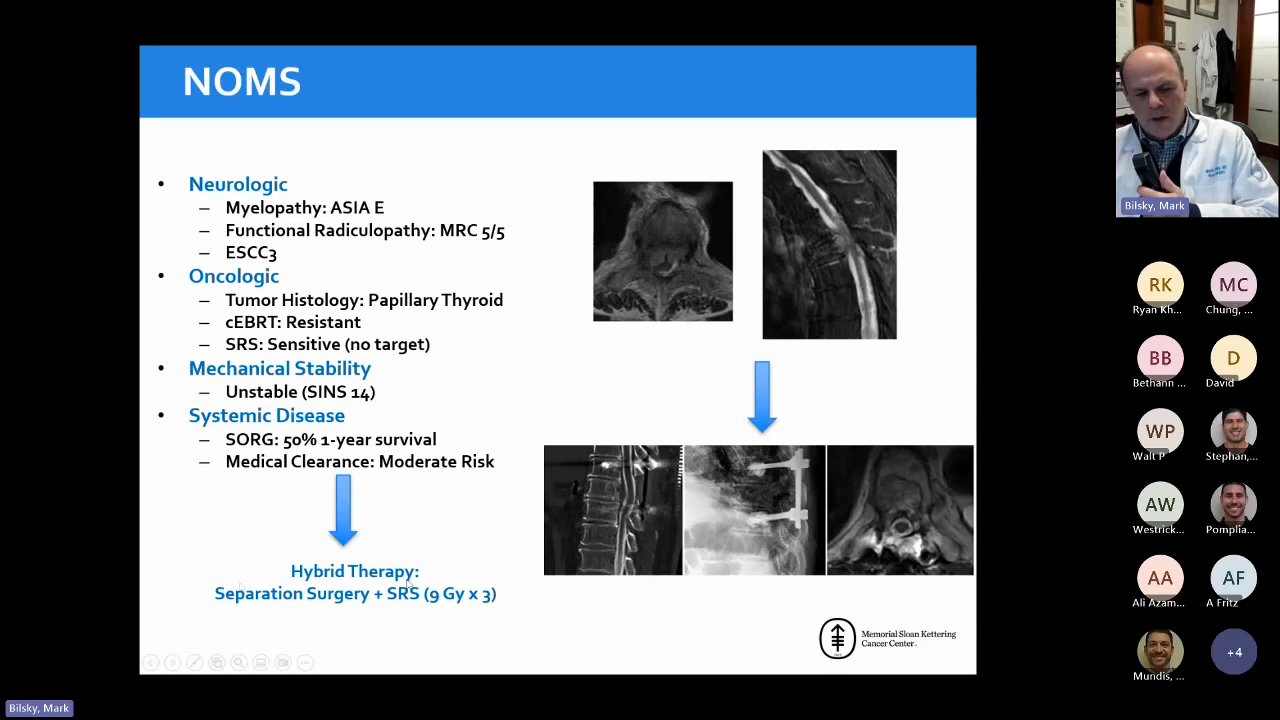 NOMS
• Neurologic
– Myelopathy: ASIA E
– Functional Radiculopathy: MRC 5/5
– ESCC3
• Oncologic
– Tumor Histology: Papillary Thyroid
– cEBRT: Resistant
– SRS: Sensitive (no target)
• Mechanical Stability
– Unstable (SINS 14)
• Systemic Disease
– SORG: 50% 1-year survival
– Medical Clearance: Moderate Risk
Hybrid Therapy:
Separation Surgery + SRS (9 Gy x 3)
Memorial Sloan Kettering
Cancer Center
Bilsky, Mark
RK
MC
Ryan Kh...
Chung, ...
BB
D
Bethann ...
David
WP
Walt P
Stephan,...
AW
Westrick...
Pomplia...
AA
AF
Ali Azam...
A Fritz
+4
Mundis, ...
Bilsky, Mark